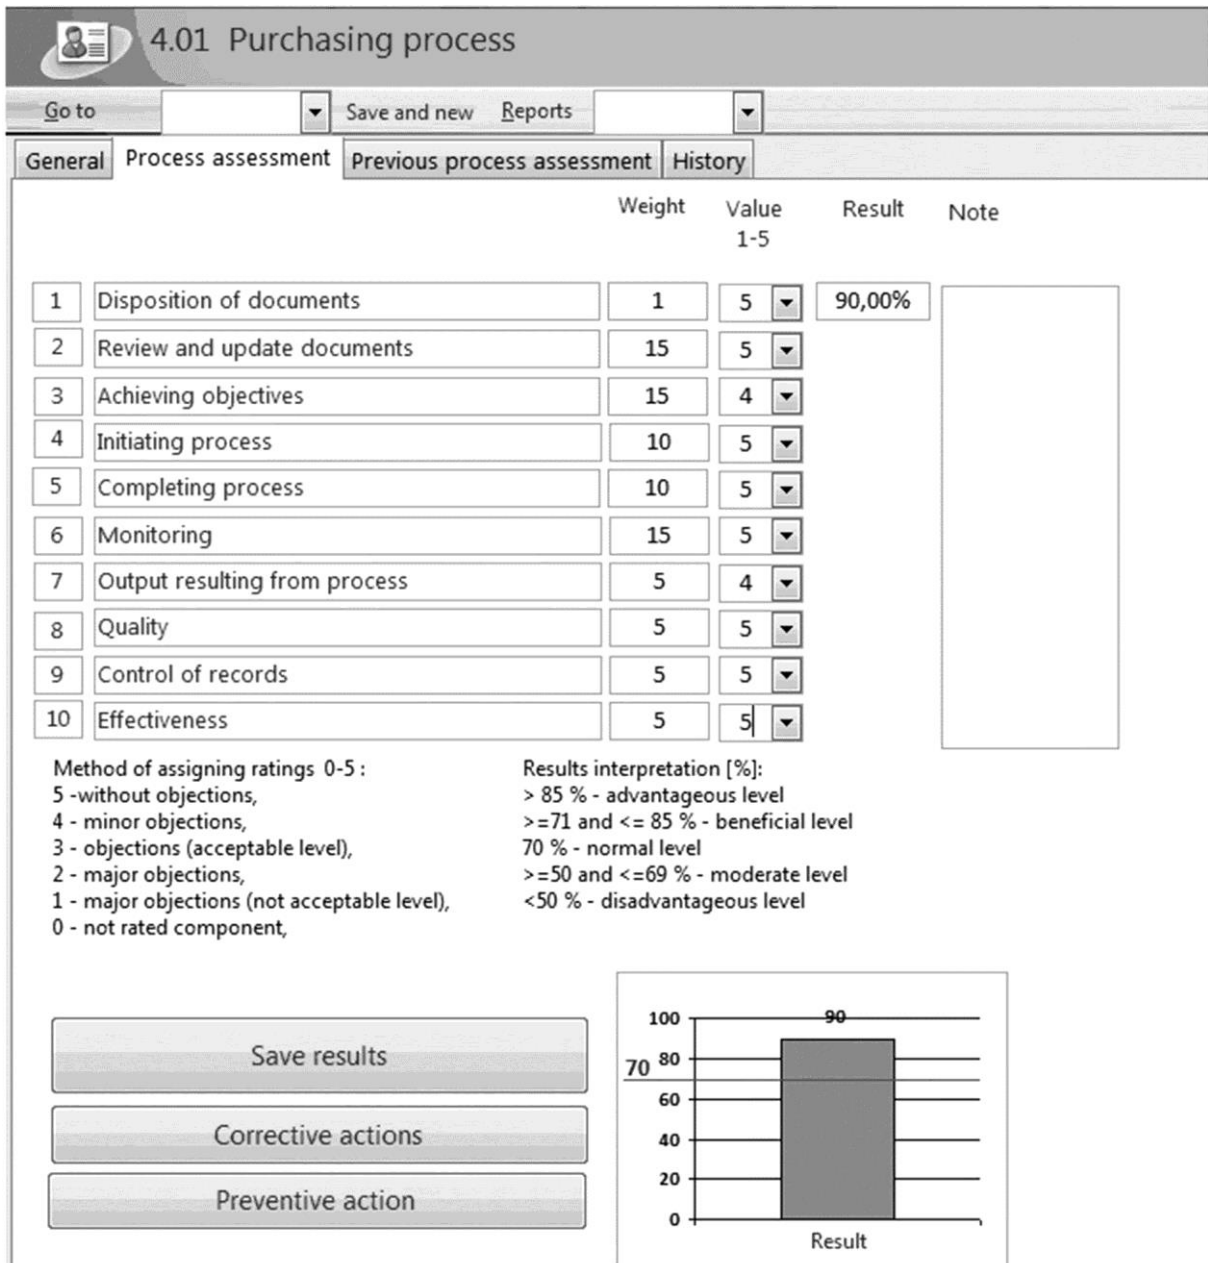 4.01 Purchasing process
Go to Save and new Reports
General Process assessment Previous process assessment History
Weight Value Result Note
1-5
1 Disposition of documents 1 5 90,00%
2 Review and update documents 15 5
3 Achieving objectives 15 4
4 Initiating process 10 5
5 Completing process 10 5
6 Monitoring 15 5
7 Output resulting from process 5 4
8 Quality 5 5
9 Control of records 5 5
10 Effectiveness 5 5
Method of assigning ratings 0-5 :
5 -without objections,
4 - minor objections,
3 - objections (acceptable level),
2 - major objections,
1 - major objections (not acceptable level),
0 - not rated component,
Results interpretation [%]:
> 85 % - advantageous level
>=71 and <= 85 % - beneficial level
70 % - normal level
>=50 and <=69 % - moderate level
<50 % - disadvantageous level
Save results
Corrective actions
Preventive action
90
100
80
70
60
40
20
0
Result